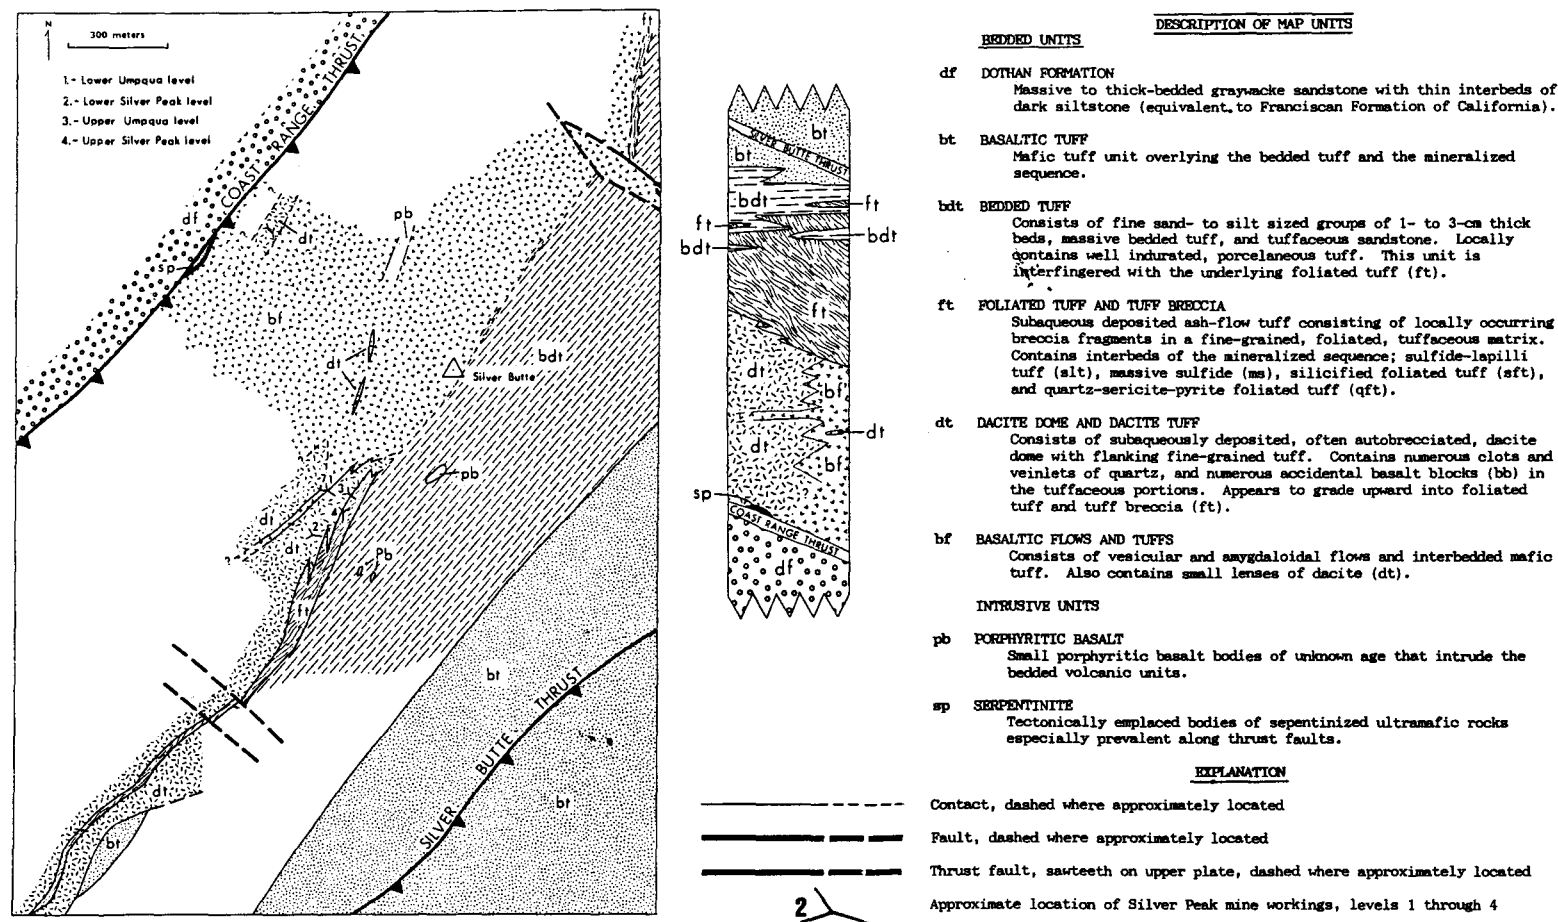 N
300 meters
1.- Lower Umpqua level
2.- Lower Silver Peak level
3.- Upper Umpqua level
4.- Upper Silver Peak level
COAST RANGE THRUST
ft
df
dt
pb
sp
bf
dt
bdt
Silver Butte
pb
dt
dt
2
4
Pb
ft
bt
SILVER BUTTE THRUST
bt
dt
bt
bt
SILVER BUTTE THRUST
bt
bdt
ft
ft
bdt
bdt
ft
dt
bf
dt
dt
bf
sp
COAST RANGE THRUST
df
DESCRIPTION OF MAP UNITS
BEDDED UNITS
df DOTHAN FORMATION
Massive to thick-bedded graywacke sandstone with thin interbeds of
dark siltstone (equivalent to Franciscan Formation of California).
bt BASALTIC TUFF
Mafic tuff unit overlying the bedded tuff and the mineralized
sequence.
bdt BEDDED TUFF
Consists of fine sand- to silt sized groups of 1- to 3-cm thick
beds, massive bedded tuff, and tuffaceous sandstone. Locally
contains well indurated, porcelaneous tuff. This unit is
interfingered with the underlying foliated tuff (ft).
ft FOLIATED TUFF AND TUFF BRECCIA
Subaqueous deposited ash-flow tuff consisting of locally occurring
breccia fragments in a fine-grained, foliated, tuffaceous matrix.
Contains interbeds of the mineralized sequence; sulfide-lapilli
tuff (slt), massive sulfide (ms), silicified foliated tuff (sft),
and quartz-sericite-pyrite foliated tuff (qft).
dt DACITE DOME AND DACITE TUFF
Consists of subaqueously deposited, often autobrecciated, dacite
dome with flanking fine-grained tuff. Contains numerous clots and
veinlets of quartz, and numerous accidental basalt blocks (bb) in
the tuffaceous portions. Appears to grade upward into foliated
tuff and tuff breccia (ft).
bf BASALTIC FLOWS AND TUFFS
Consists of vesicular and amygdaloidal flows and interbedded mafic
tuff. Also contains small lenses of dacite (dt).
INTRUSIVE UNITS
pb PORPHYRITIC BASALT
Small porphyritic basalt bodies of unknown age that intrude the
bedded volcanic units.
sp SERPENTINITE
Tectonically emplaced bodies of sepentinized ultramafic rocks
especially prevalent along thrust faults.
EXPLANATION
Contact, dashed where approximately located
Fault, dashed where approximately located
Thrust fault, sawteeth on upper plate, dashed where approximately located
2 Approximate location of Silver Peak mine workings, levels 1 through 4